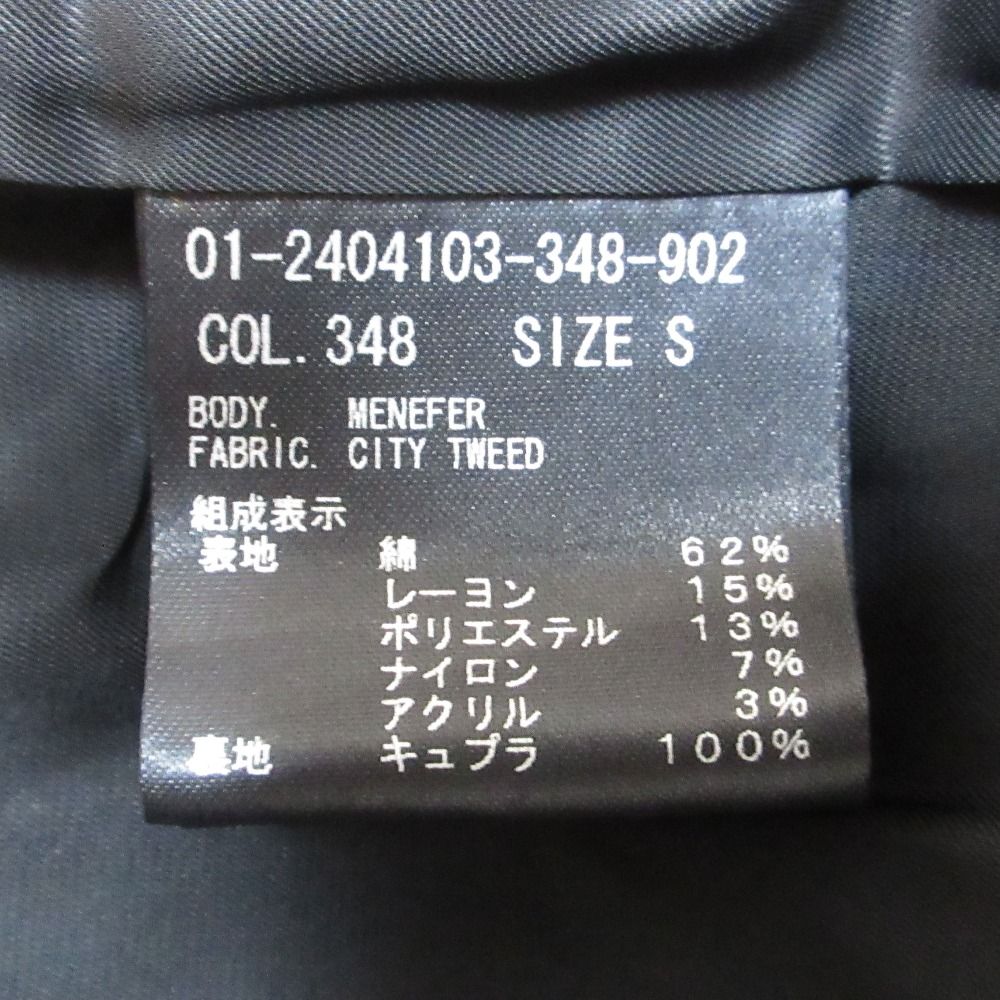 01-2404103-348-902
COL. 348 SIZE S
BODY. MENEFER
FABRIC. CITY TWEED
組成表示
表地 綿 62%
レーヨン 15%
ポリエステル 13%
ナイロン 7%
アクリル 3%
裏地 キュプラ 100%